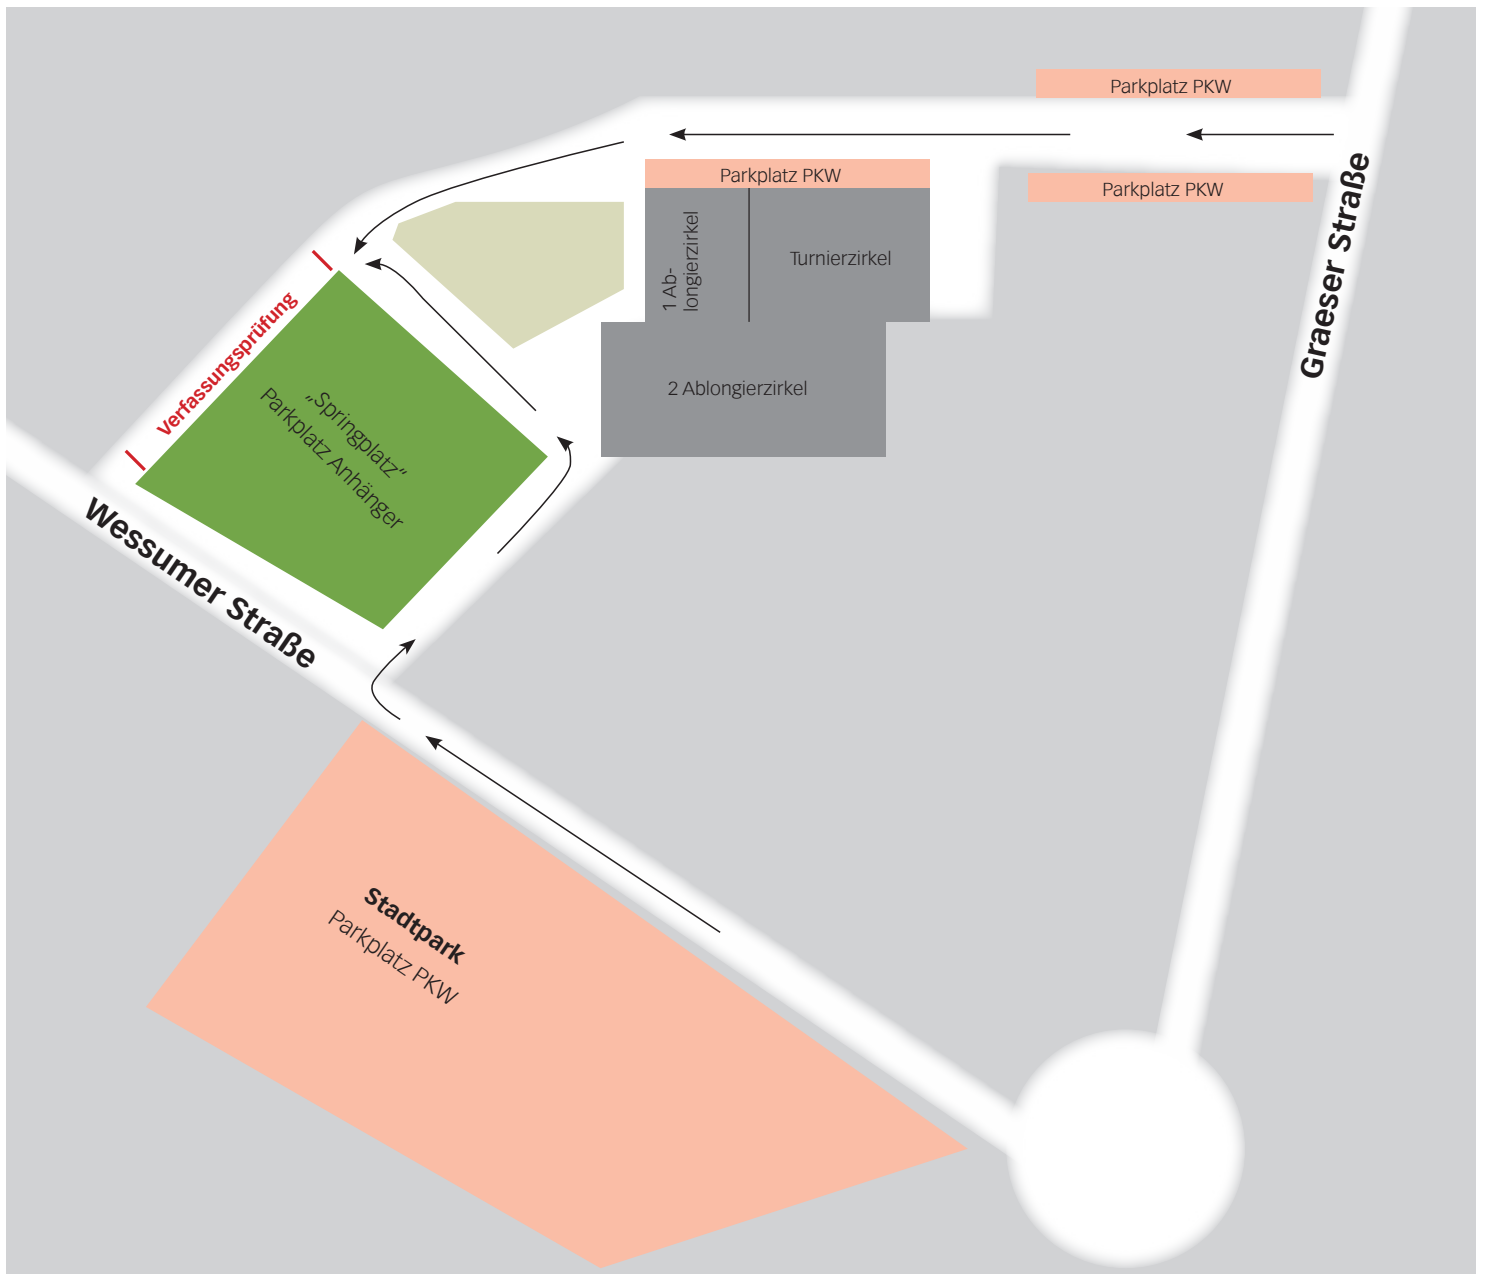 Parkplatz PKW
Parkplatz PKW
Parkplatz PKW
Graeser Straße
1 Ab-
longierzirkel
Turnierzirkel
2 Ablongierzirkel
Verfassungsprüfung
„Springplatz“
Parkplatz Anhänger
Wessumer Straße
Stadtpark
Parkplatz PKW